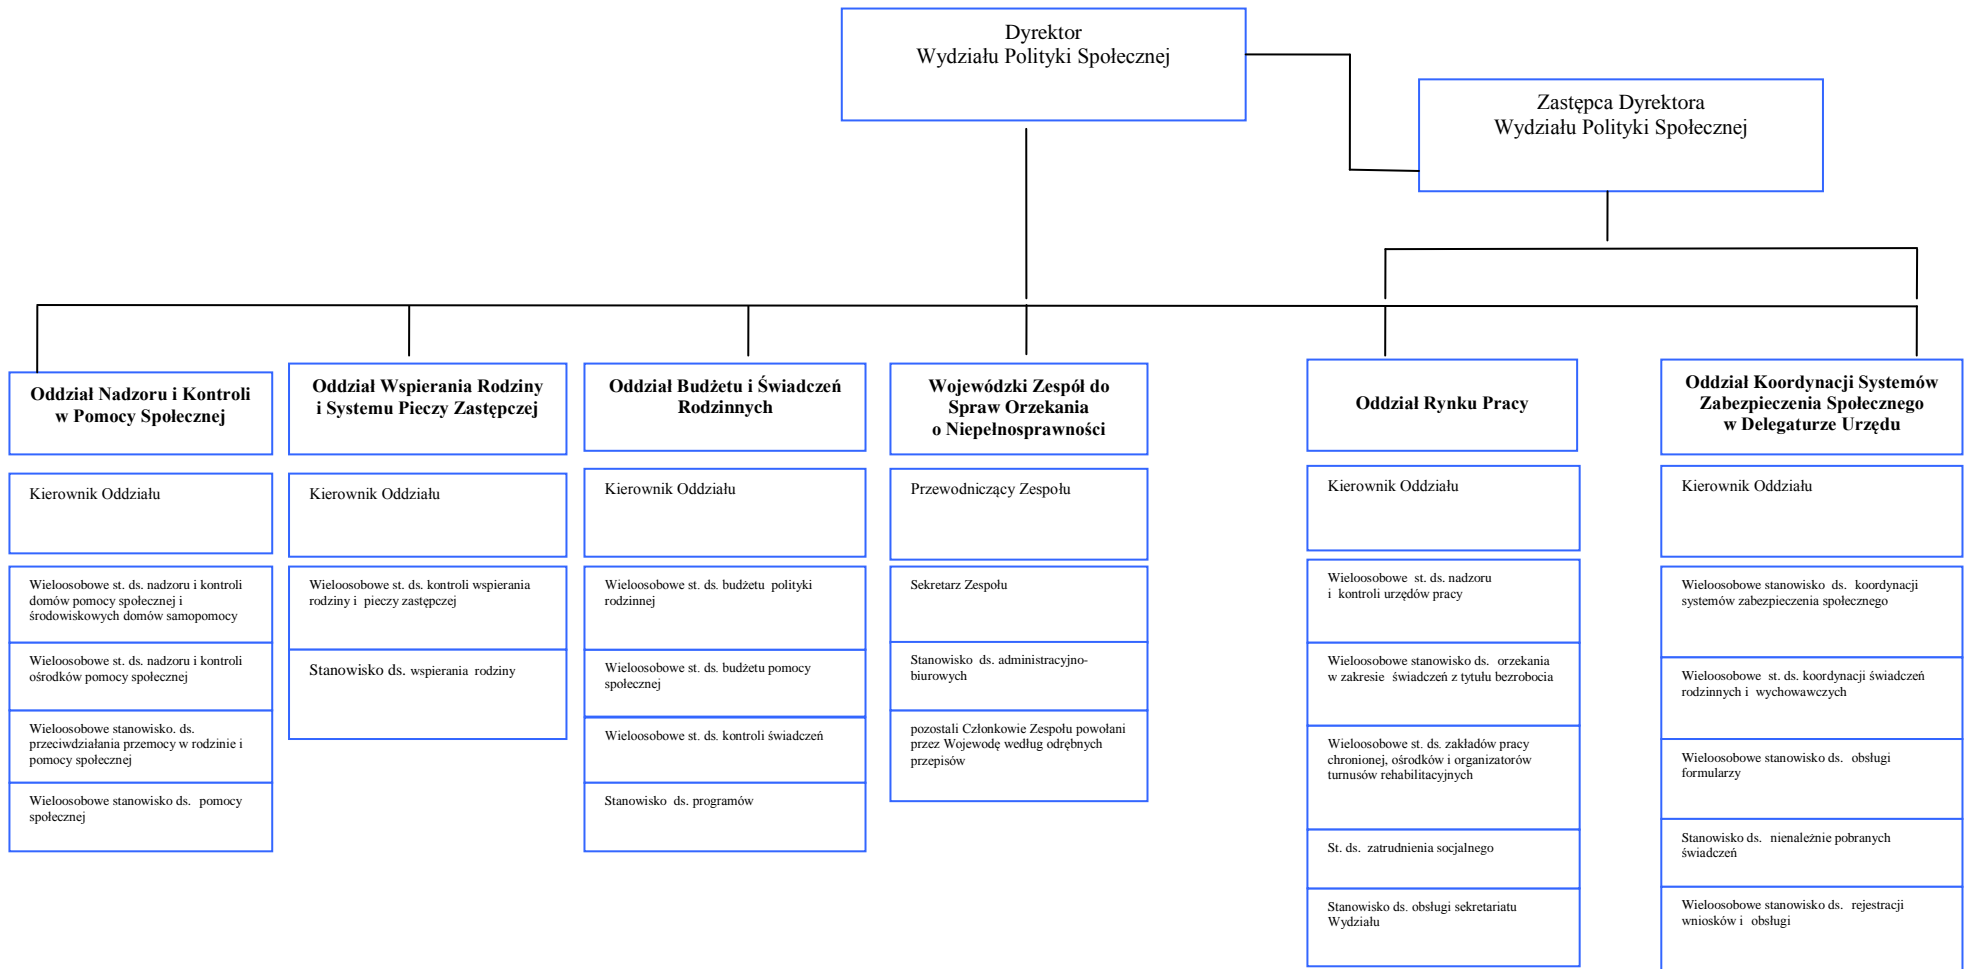 Dyrektor
Wydziału Polityki Społecznej
Zastępca Dyrektora
Wydziału Polityki Społecznej
Oddział Nadzoru i Kontroli
w Pomocy Społecznej
Kierownik Oddziału
Wieloosobowe st. ds. nadzoru i kontroli
domów pomocy społecznej i
środowiskowych domów samopomocy
Wieloosobowe st. ds. nadzoru i kontroli
ośrodków pomocy społecznej
Wieloosobowe stanowisko. ds.
przeciwdziałania przemocy w rodzinie i
pomocy społecznej
Wieloosobowe stanowisko ds. pomocy
społecznej
Oddział Wspierania Rodziny
i Systemu Pieczy Zastępczej
Kierownik Oddziału
Wieloosobowe st. ds. kontroli wspierania
rodziny i pieczy zastępczej
Stanowisko ds. wspierania rodziny
Oddział Budżetu i Świadczeń
Rodzinnych
Kierownik Oddziału
Wieloosobowe st. ds. budżetu polityki
rodzinnej
Wieloosobowe st. ds. budżetu pomocy
społecznej
Wieloosobowe st. ds. kontroli świadczeń
Stanowisko ds. programów
Wojewódzki Zespół do
Spraw Orzekania
o Niepełnosprawności
Przewodniczący Zespołu
Sekretarz Zespołu
Stanowisko ds. administracyjno-
biurowych
pozostali Członkowie Zespołu powołani
przez Wojewodę według odrębnych
przepisów
Oddział Rynku Pracy
Kierownik Oddziału
Wieloosobowe st. ds. nadzoru
i kontroli urzędów pracy
Wieloosobowe stanowisko ds. orzekania
w zakresie świadczeń z tytułu bezrobocia
Wieloosobowe st. ds. zakładów pracy
chronionej, ośrodków i organizatorów
turnusów rehabilitacyjnych
St. ds. zatrudnienia socjalnego
Stanowisko ds. obsługi sekretariatu
Wydziału
Oddział Koordynacji Systemów
Zabezpieczenia Społecznego
w Delegaturze Urzędu
Kierownik Oddziału
Wieloosobowe stanowisko ds. koordynacji
systemów zabezpieczenia społecznego
Wieloosobowe st. ds. koordynacji świadczeń
rodzinnych i wychowawczych
Wieloosobowe stanowisko ds. obsługi
formularzy
Stanowisko ds. nienależnie pobranych
świadczeń
Wieloosobowe stanowisko ds. rejestracji
wniosków i obsługi